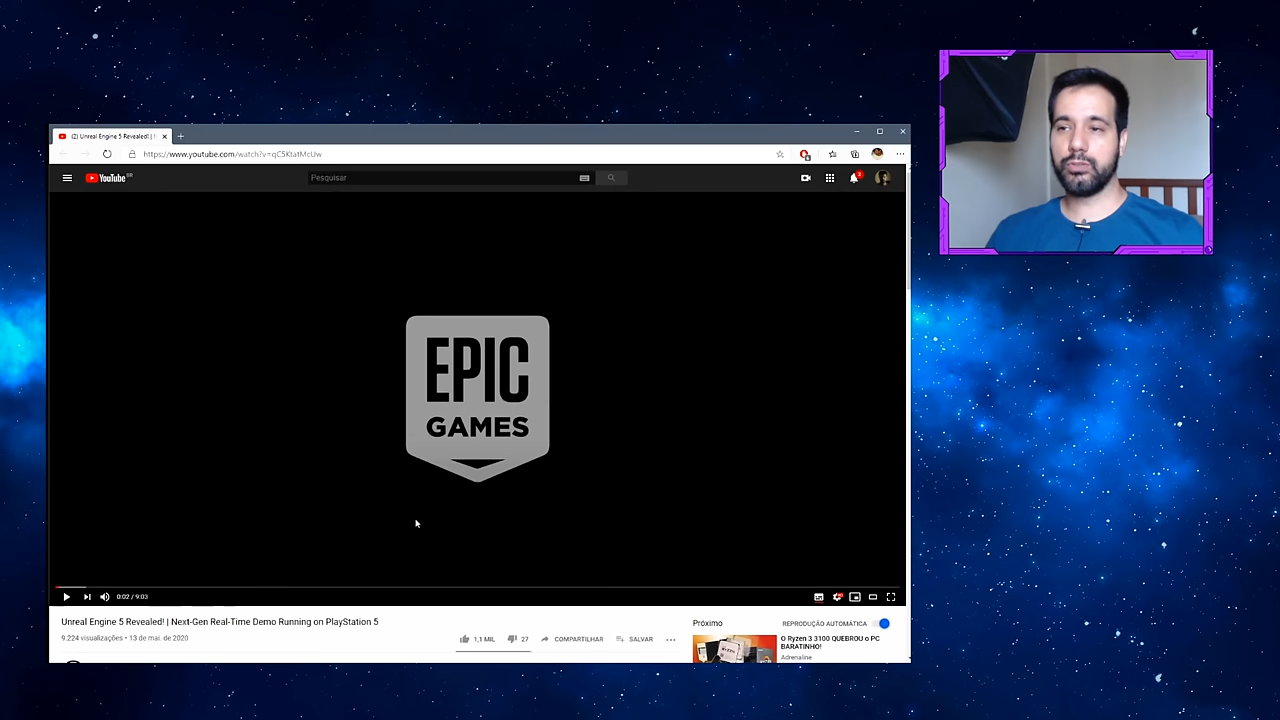 (2) Unreal Engine 5 Revealed! |
https://www.youtube.com/watch?v=qC5KtatMcUw
YouTube BR
Pesquisar
2
EPIC
GAMES
0:02 / 9:03
Unreal Engine 5 Revealed! | Next-Gen Real-Time Demo Running on PlayStation 5
9.224 visualizações • 13 de mai. de 2020
1,1 MIL
27
COMPARTILHAR
SALVAR
Próximo
REPRODUÇÃO AUTOMÁTICA
O Ryzen 3 3100 QUEBROU o PC
BARATINHO!
Adrenaline